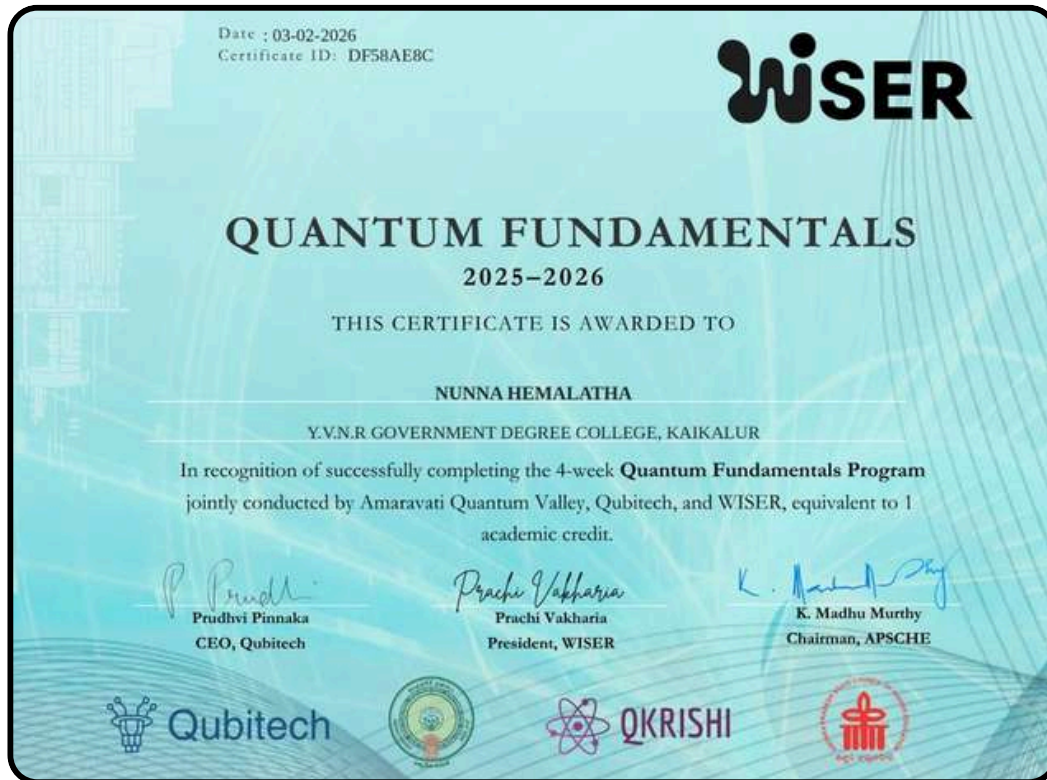 Date : 03-02-2026
Certificate ID: DF58AE8C
WISER
QUANTUM FUNDAMENTALS
2025–2026
THIS CERTIFICATE IS AWARDED TO
NUNNA HEMALATHA
Y.V.N.R GOVERNMENT DEGREE COLLEGE, KAIKALUR
In recognition of successfully completing the 4-week Quantum Fundamentals Program
jointly conducted by Amaravati Quantum Valley, Qubitech, and WISER, equivalent to 1
academic credit.
Prachi Vakharia
Prudhvi Pinnaka
Prachi Vakharia
K. Madhu Murthy
CEO, Qubitech
President, WISER
Chairman, APSCHE
Qubitech
QKRISHI